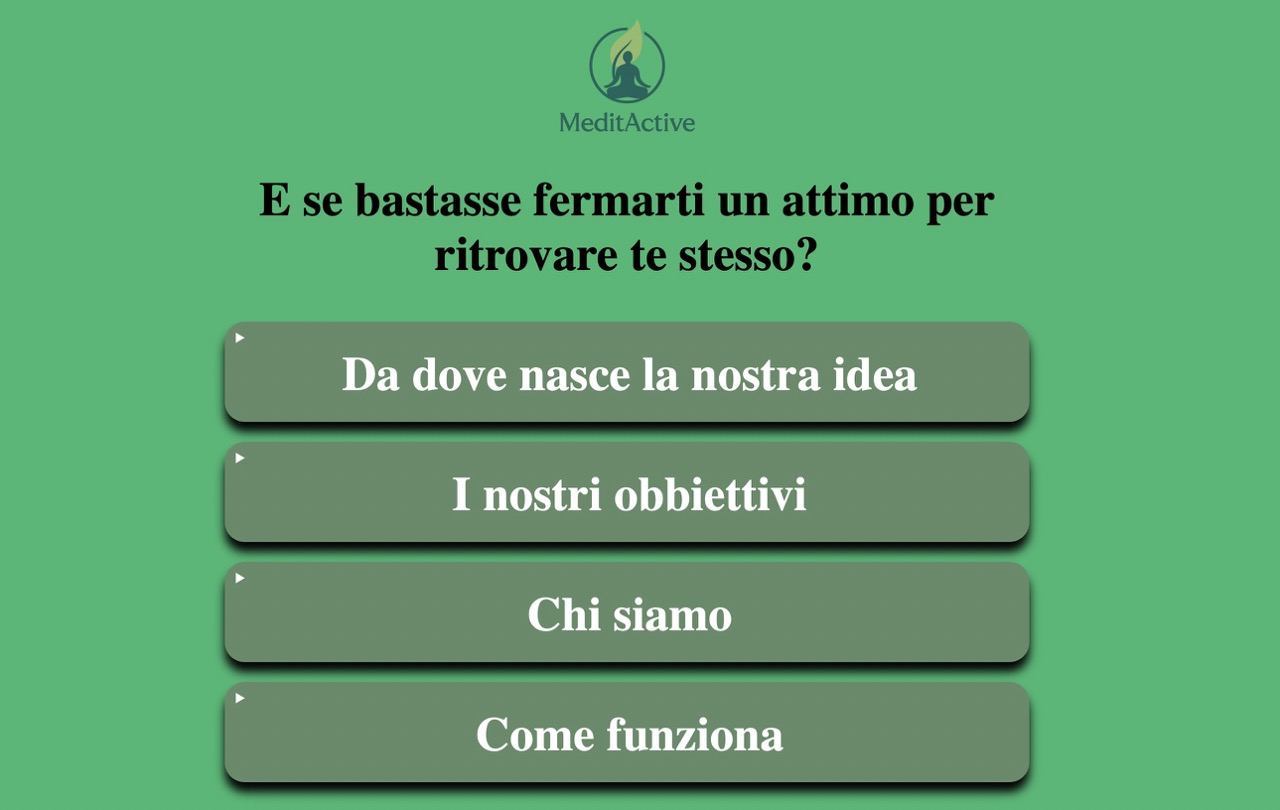 MeditActive
E se bastasse fermarti un attimo per
ritrovare te stesso?
Da dove nasce la nostra idea
I nostri obbiettivi
Chi siamo
Come funziona